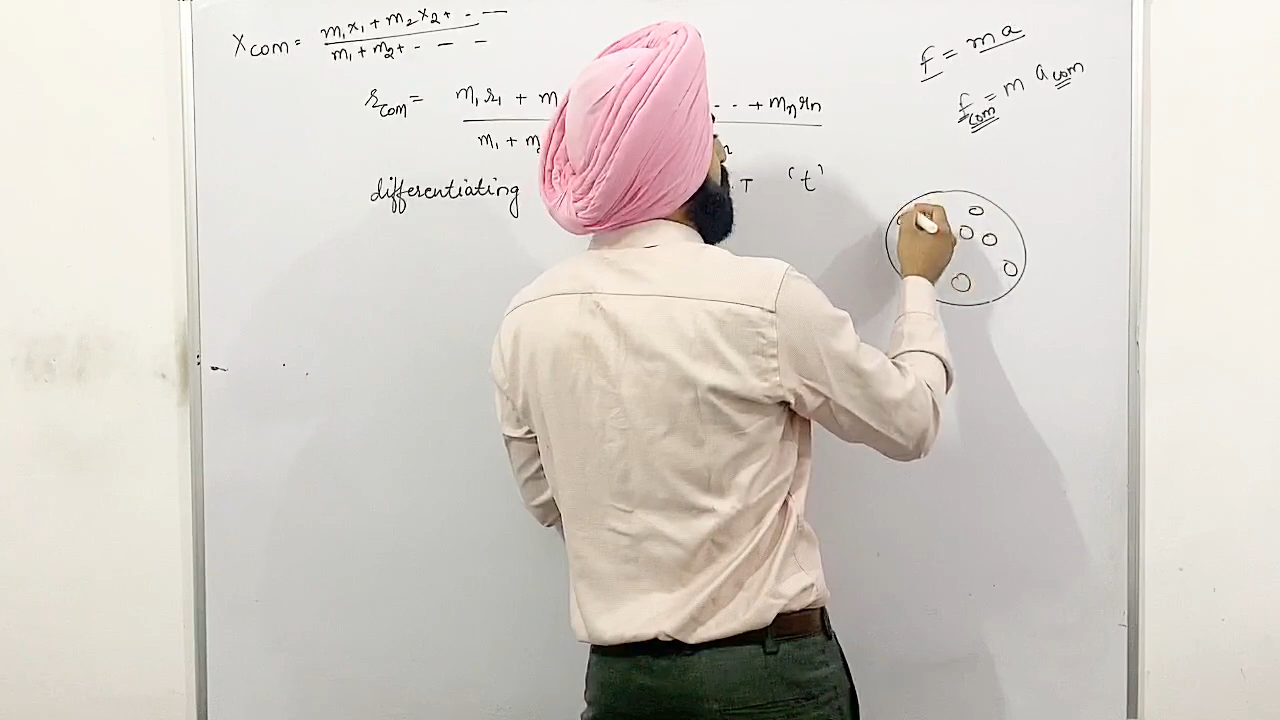 xcom = m₁x₁ + m₂x₂ + - - —
m₁ + m₂ + - — -
f = ma
rcom = m₁r₁ + m - - + mₙrₙ
m₁ + m
fcom = m acom
differentiating T 't'